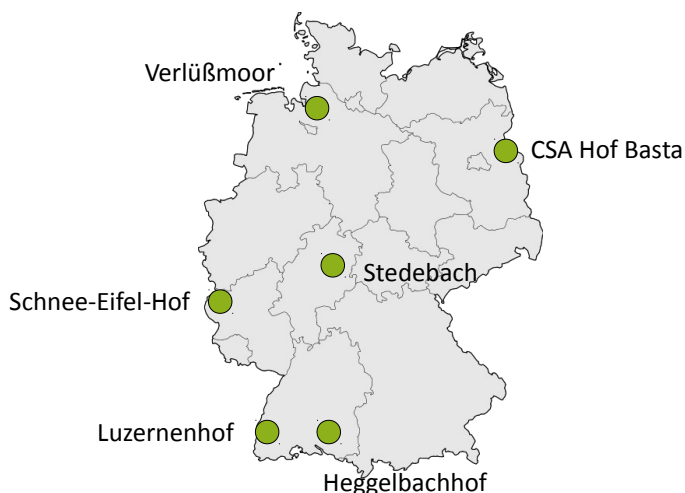 Verlüßmoor
CSA Hof Basta
Stedebach
Schnee-Eifel-Hof
Luzernenhof
Heggelbachhof